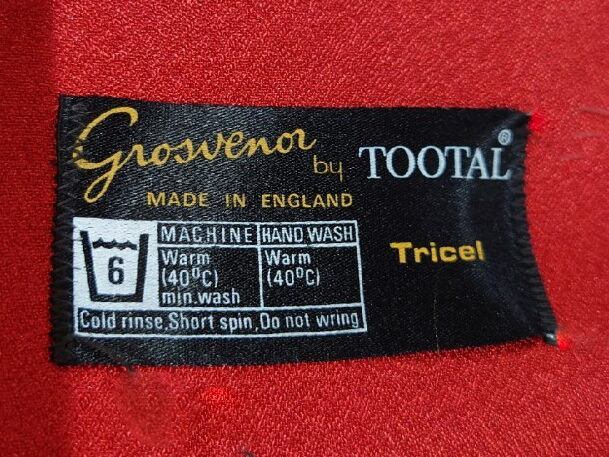 Grosvenor by TOOTAL®
MADE IN ENGLAND
Tricel
6
MACHINE HAND WASH
Warm Warm
(40°C) (40°C)
min.wash
Cold rinse,Short spin,Do not wring